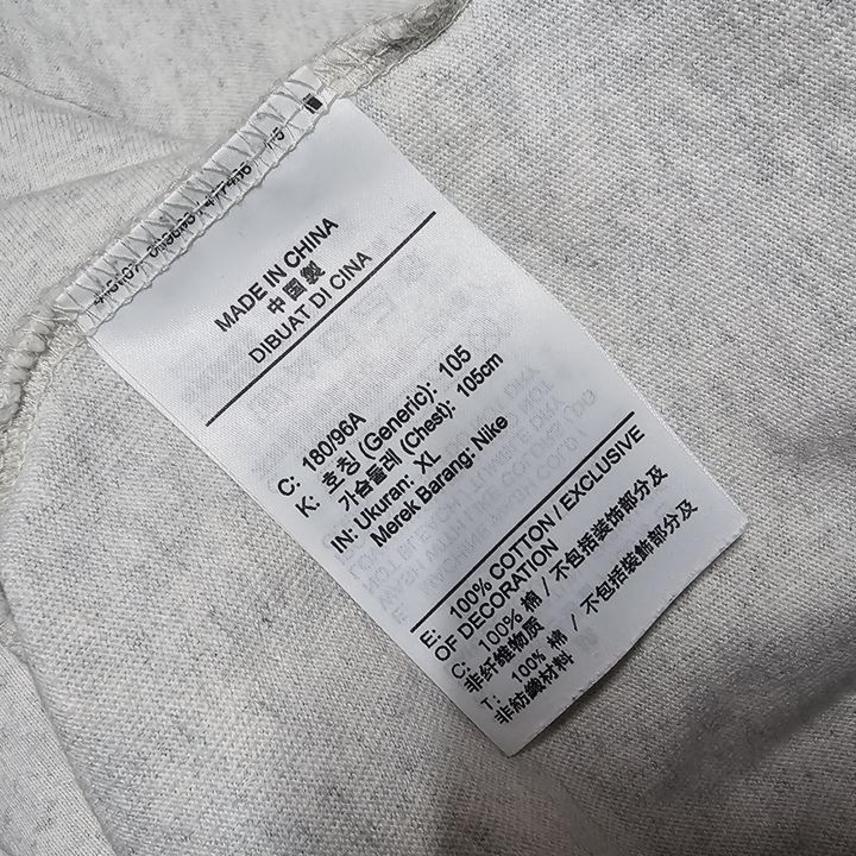 MADE IN CHINA
中国製
DIBUAT DI CINA
C: 180/96A
K: 호칭 (Generic): 105
가슴둘레 (Chest): 105cm
IN: Ukuran: XL
Merek Barang: Nike
E: 100% COTTON / EXCLUSIVE
OF DECORATION
C: 100% 棉 / 不包括装饰部分及
非纤维物质
T: 100% 棉 / 不包括裝飾部分及
非紡織材料